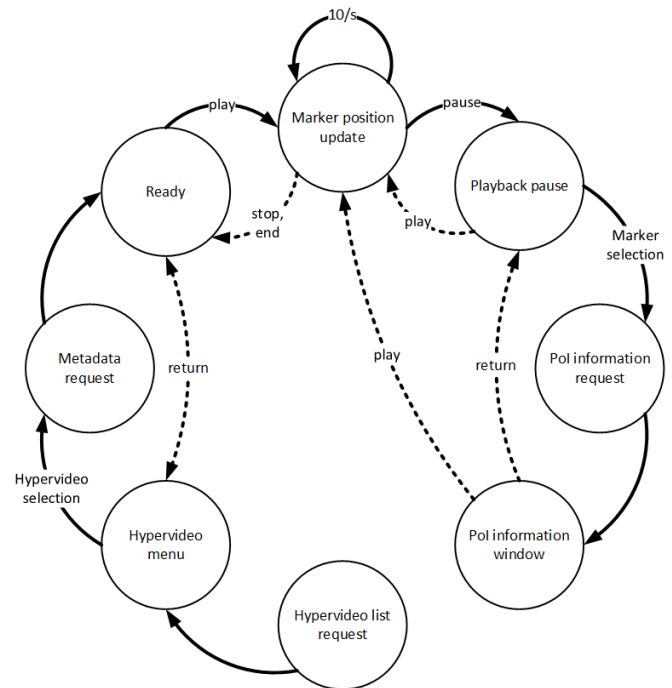 10/s
play
Marker position
update
pause
Ready
Playback pause
stop,
end
play
Marker
selection
Metadata
request
return
play
return
PoI information
request
Hypervideo
selection
Hypervideo
menu
PoI information
window
Hypervideo list
request